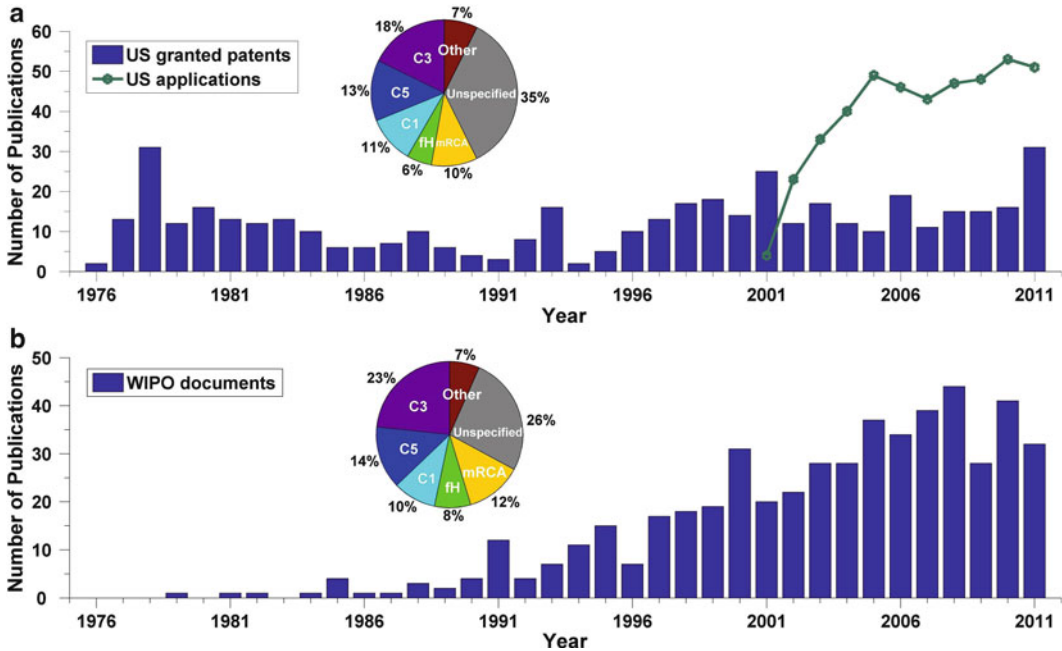 a
US granted patents
US applications
Number of Publications
60
50
40
30
20
10
0
7%
18%
Other
C3
13%
C5
Unspecified
35%
C1
11%
fH
mRCA
6%
10%
1976
1981
1986
1991
1996
2001
2006
2011
Year
b
WIPO documents
Number of Publications
50
40
30
20
10
0
7%
23%
Other
C3
26%
Unspecified
C5
14%
mRCA
C1
fH
10%
12%
8%
1976
1981
1986
1991
1996
2001
2006
2011
Year